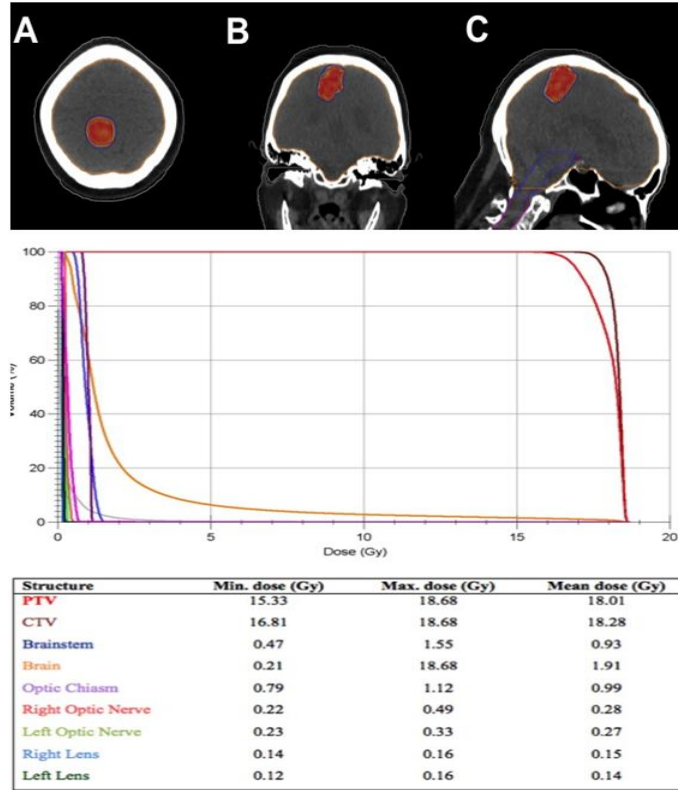 A B C
100
80
60
40
20
0
Volume (%)
0 5 10 15 20
Dose (Gy)
Structure Min. dose (Gy) Max. dose (Gy) Mean dose (Gy)
PTV 15.33 18.68 18.01
CTV 16.81 18.68 18.28
Brainstem 0.47 1.55 0.93
Brain 0.21 18.68 1.91
Optic Chiasm 0.79 1.12 0.99
Right Optic Nerve 0.22 0.49 0.28
Left Optic Nerve 0.23 0.33 0.27
Right Lens 0.14 0.16 0.15
Left Lens 0.12 0.16 0.14